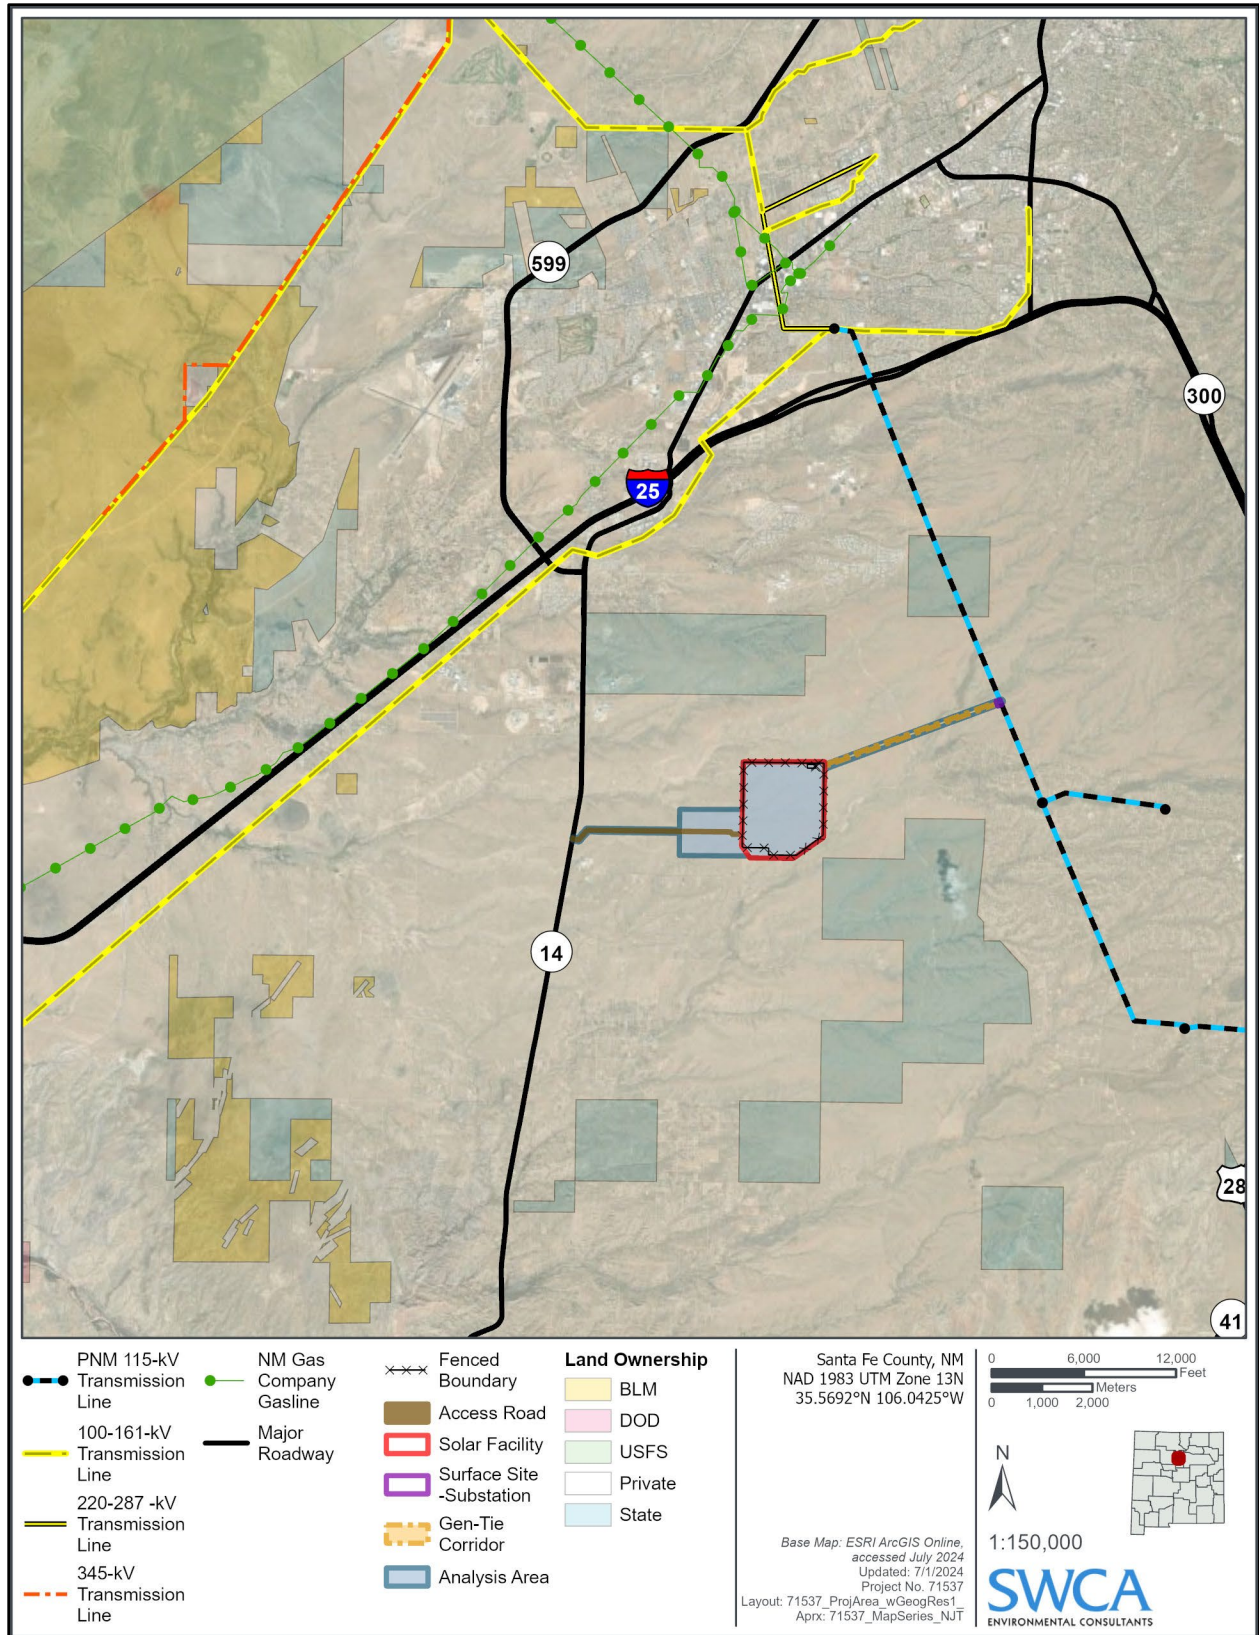 599
300
25
14
28
41
PNM 115-kV
Transmission
Line
100-161-kV
Transmission
Line
220-287 -kV
Transmission
Line
345-kV
Transmission
Line
NM Gas
Company
Gasline
Major
Roadway
Fenced
Boundary
Access Road
Solar Facility
Surface Site
-Substation
Gen-Tie
Corridor
Analysis Area
Land Ownership
BLM
DOD
USFS
Private
State
Santa Fe County, NM
NAD 1983 UTM Zone 13N
35.5692°N 106.0425°W
Base Map: ESRI ArcGIS Online,
accessed July 2024
Updated: 7/1/2024
Project No. 71537
Layout: 71537_ProjArea_wGeogRes1_
Aprx: 71537_MapSeries_NJT
0 6,000 12,000
Feet
Meters
0 1,000 2,000
N
1:150,000
SWCA
ENVIRONMENTAL CONSULTANTS